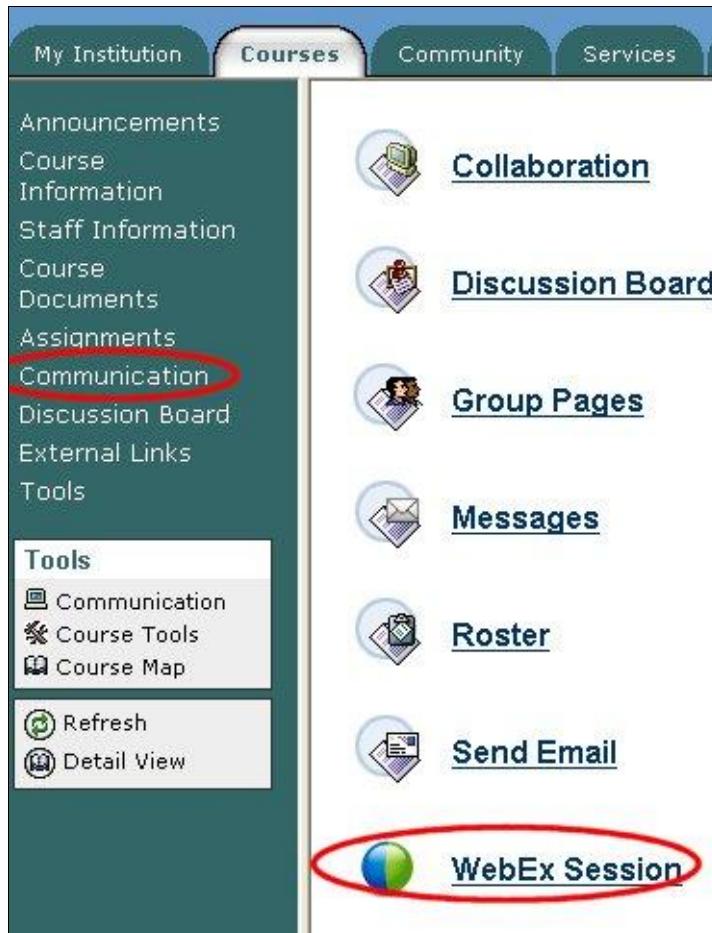 My Institution
Courses
Community
Services
Announcements
Course
Information
Staff Information
Course
Documents
Assignments
Communication
Discussion Board
External Links
Tools
Tools
Communication
Course Tools
Course Map
Refresh
Detail View
Collaboration
Discussion Board
Group Pages
Messages
Roster
Send Email
WebEx Session